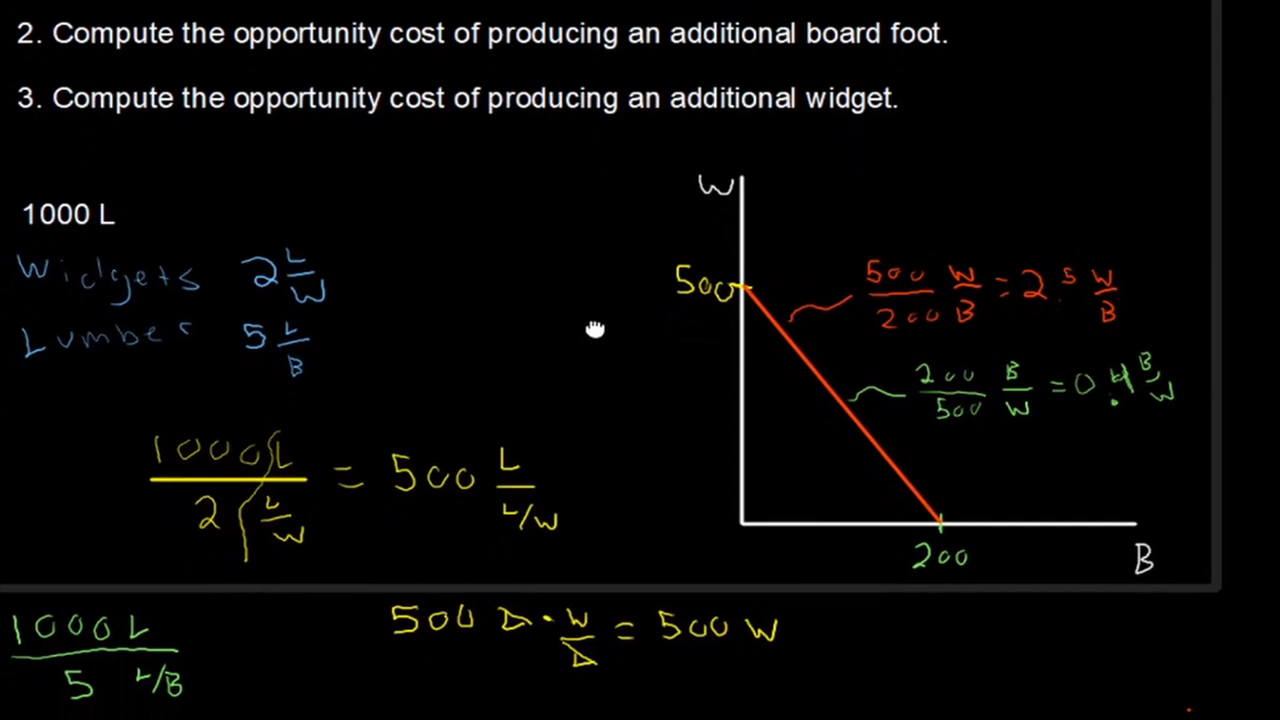 2. Compute the opportunity cost of producing an additional board foot.
3. Compute the opportunity cost of producing an additional widget.
1000 L
Widgets 2 L/W
Lumber 5 L/B
1000 L / 2 L/W = 500 L / L/W
1000 L / 5 L/B
500 L · W/L = 500 W
W
500
500/200 W/B = 2.5 W/B
200/500 B/W = 0.4 B/W
200
B